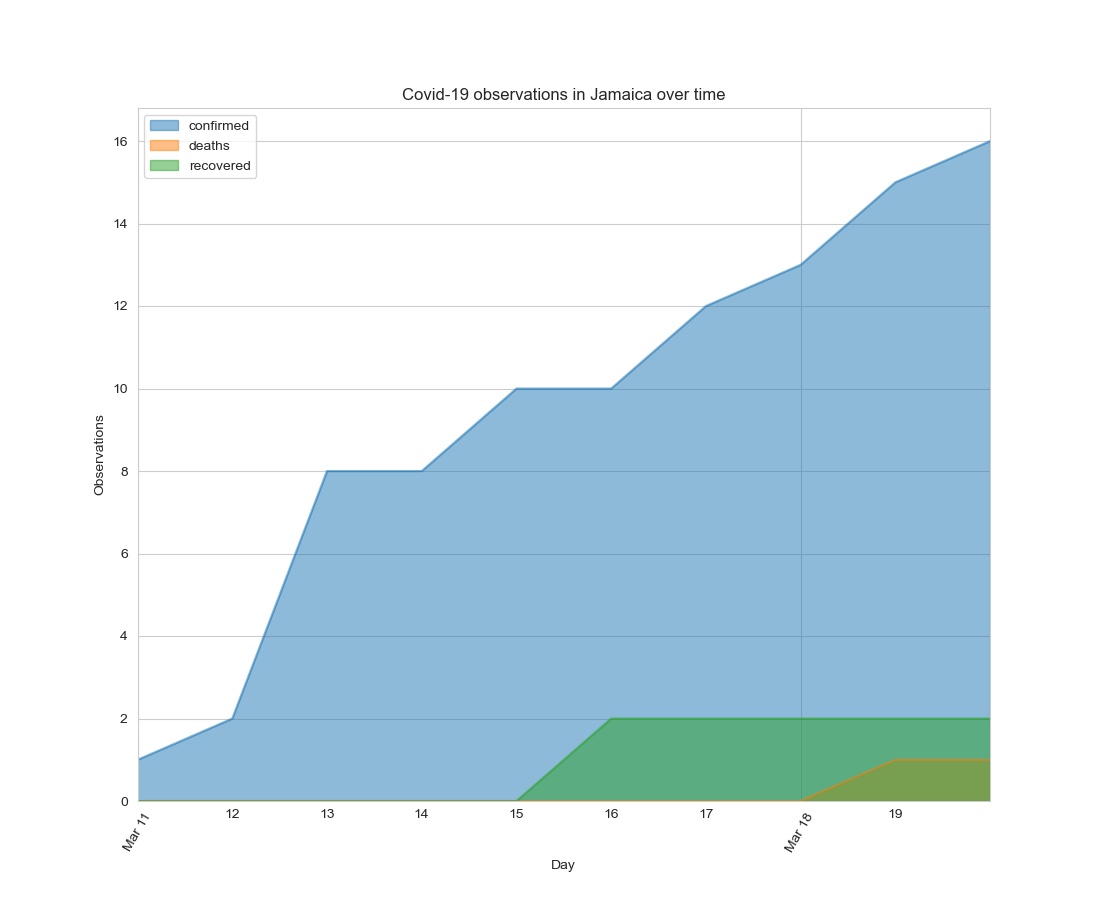 Covid-19 observations in Jamaica over time
confirmed
deaths
recovered
16
14
12
10
8
6
4
2
0
Observations
Mar 11
12
13
14
15
16
17
Mar 18
19
Day